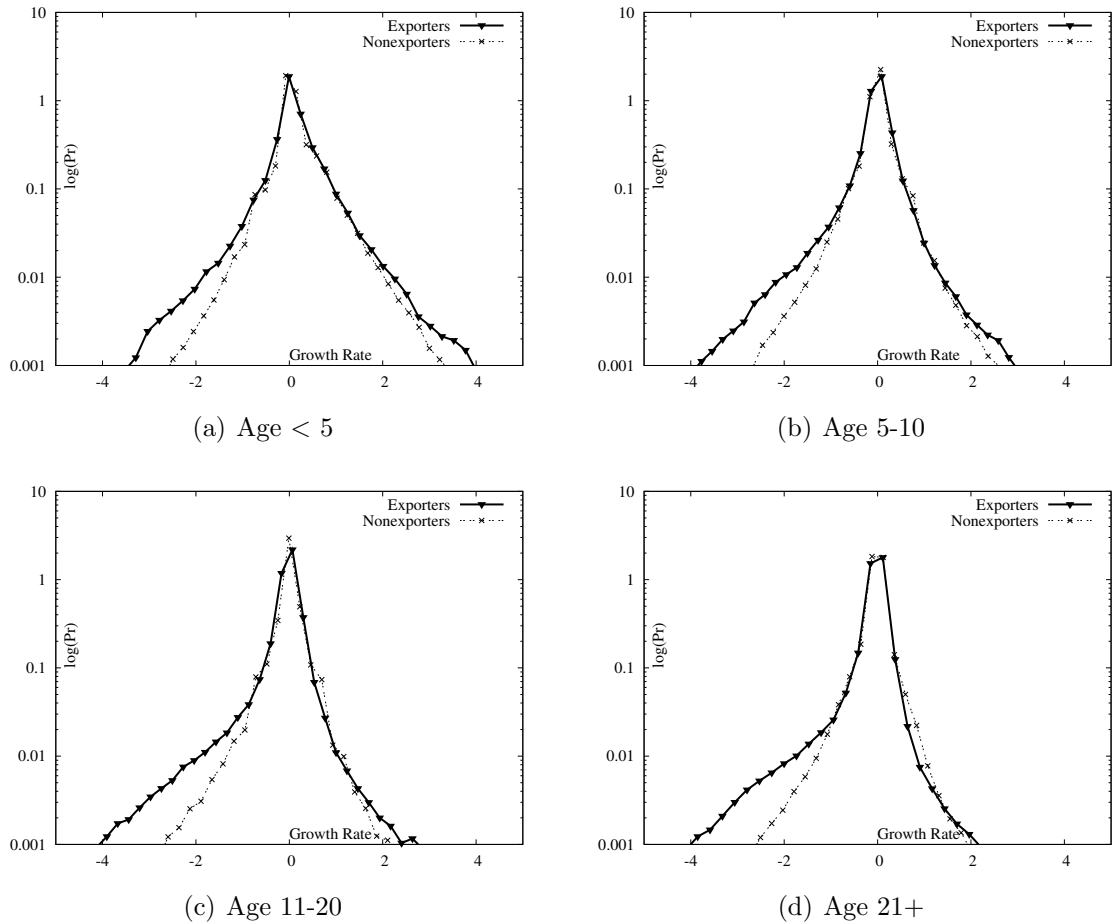 10
1
0.1
0.01
0.001
log(Pr)
Exporters
Nonexporters
Growth Rate
-4 -2 0 2 4
(a) Age < 5
10
1
0.1
0.01
0.001
log(Pr)
Exporters
Nonexporters
Growth Rate
-4 -2 0 2 4
(b) Age 5-10
10
1
0.1
0.01
0.001
log(Pr)
Exporters
Nonexporters
Growth Rate
-4 -2 0 2 4
(c) Age 11-20
10
1
0.1
0.01
0.001
log(Pr)
Exporters
Nonexporters
Growth Rate
-4 -2 0 2 4
(d) Age 21+